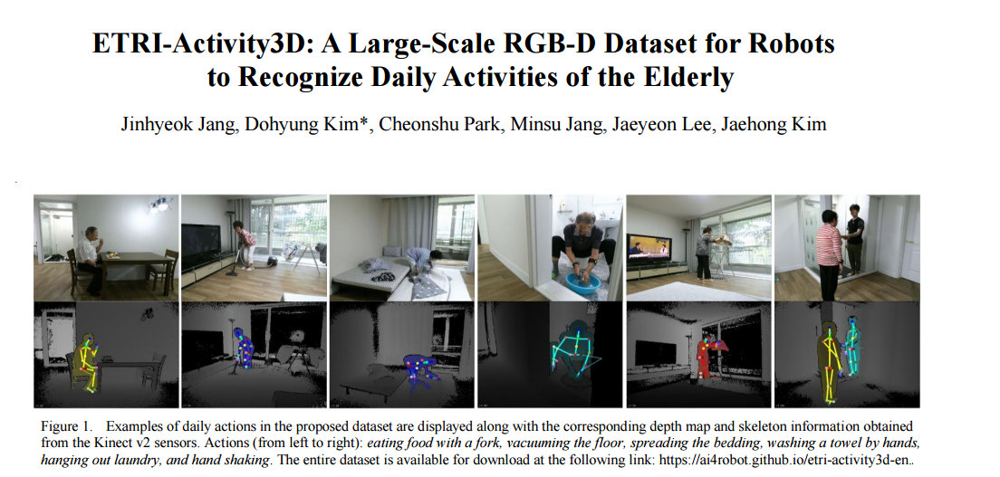 ETRI-Activity3D: A Large-Scale RGB-D Dataset for Robots
to Recognize Daily Activities of the Elderly
Jinhyeok Jang, Dohyung Kim*, Cheonshu Park, Minsu Jang, Jaeyeon Lee, Jaehong Kim
Figure 1. Examples of daily actions in the proposed dataset are displayed along with the corresponding depth map and skeleton information obtained
from the Kinect v2 sensors. Actions (from left to right): eating food with a fork, vacuuming the floor, spreading the bedding, washing a towel by hands,
hanging out laundry, and hand shaking. The entire dataset is available for download at the following link: https://ai4robot.github.io/etri-activity3d-en..